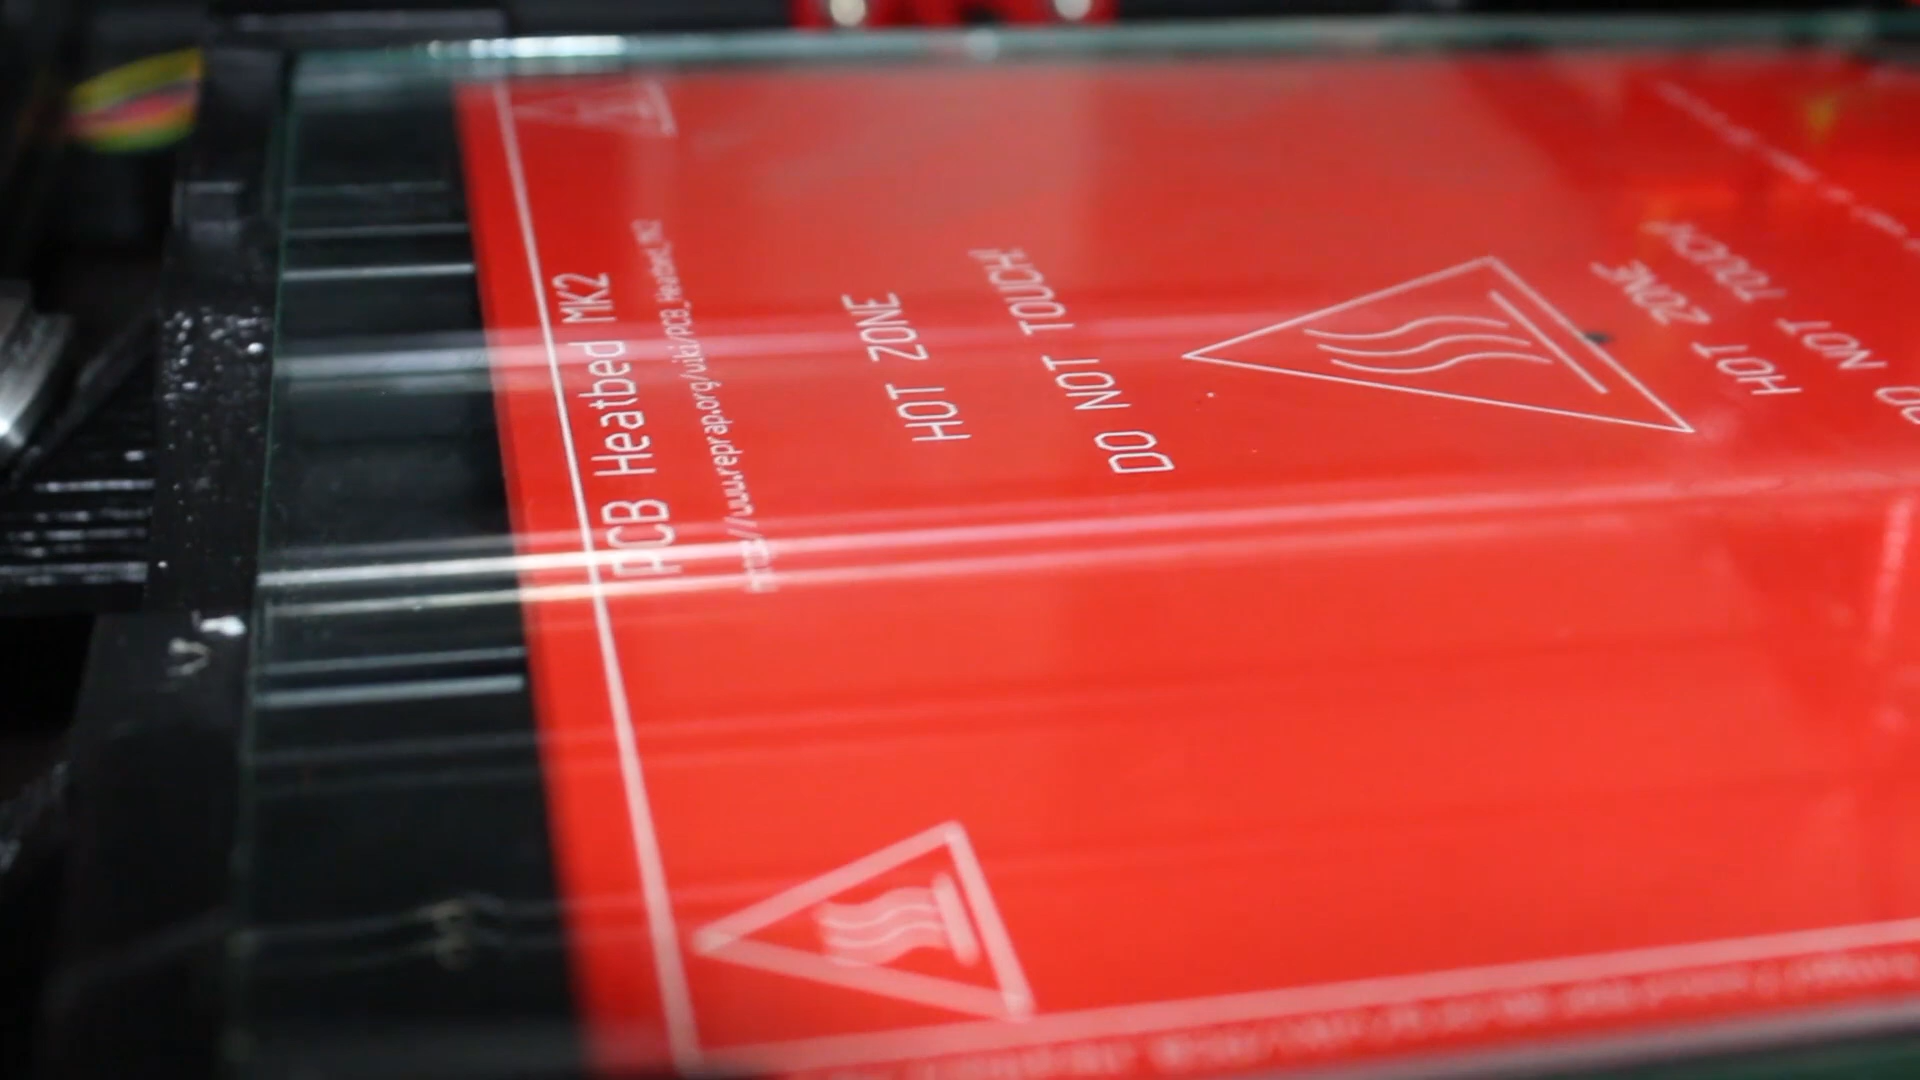 PCB Heatbed MK2
http://www.reprap.org/wiki/PCB_Heatbed_MK2
HOT ZONE
DO NOT TOUCH!
HOT ZONE
DO NOT TOUCH!